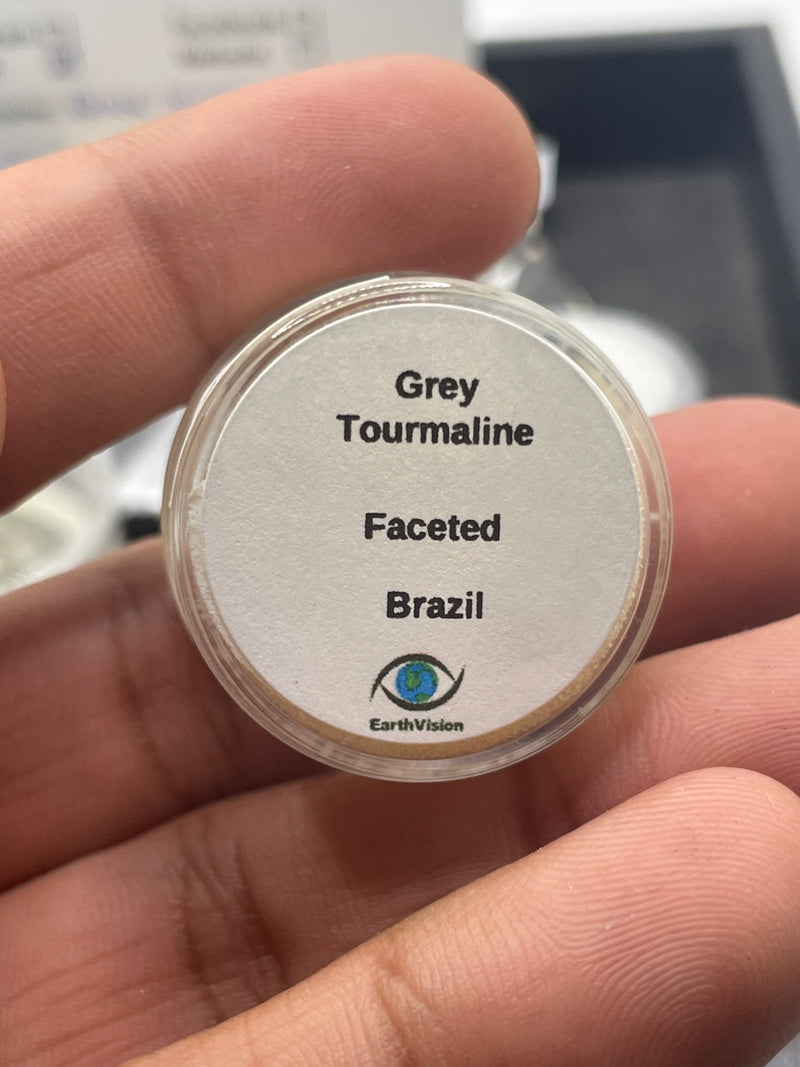 Grey
Tourmaline
Faceted
Brazil
EarthVision